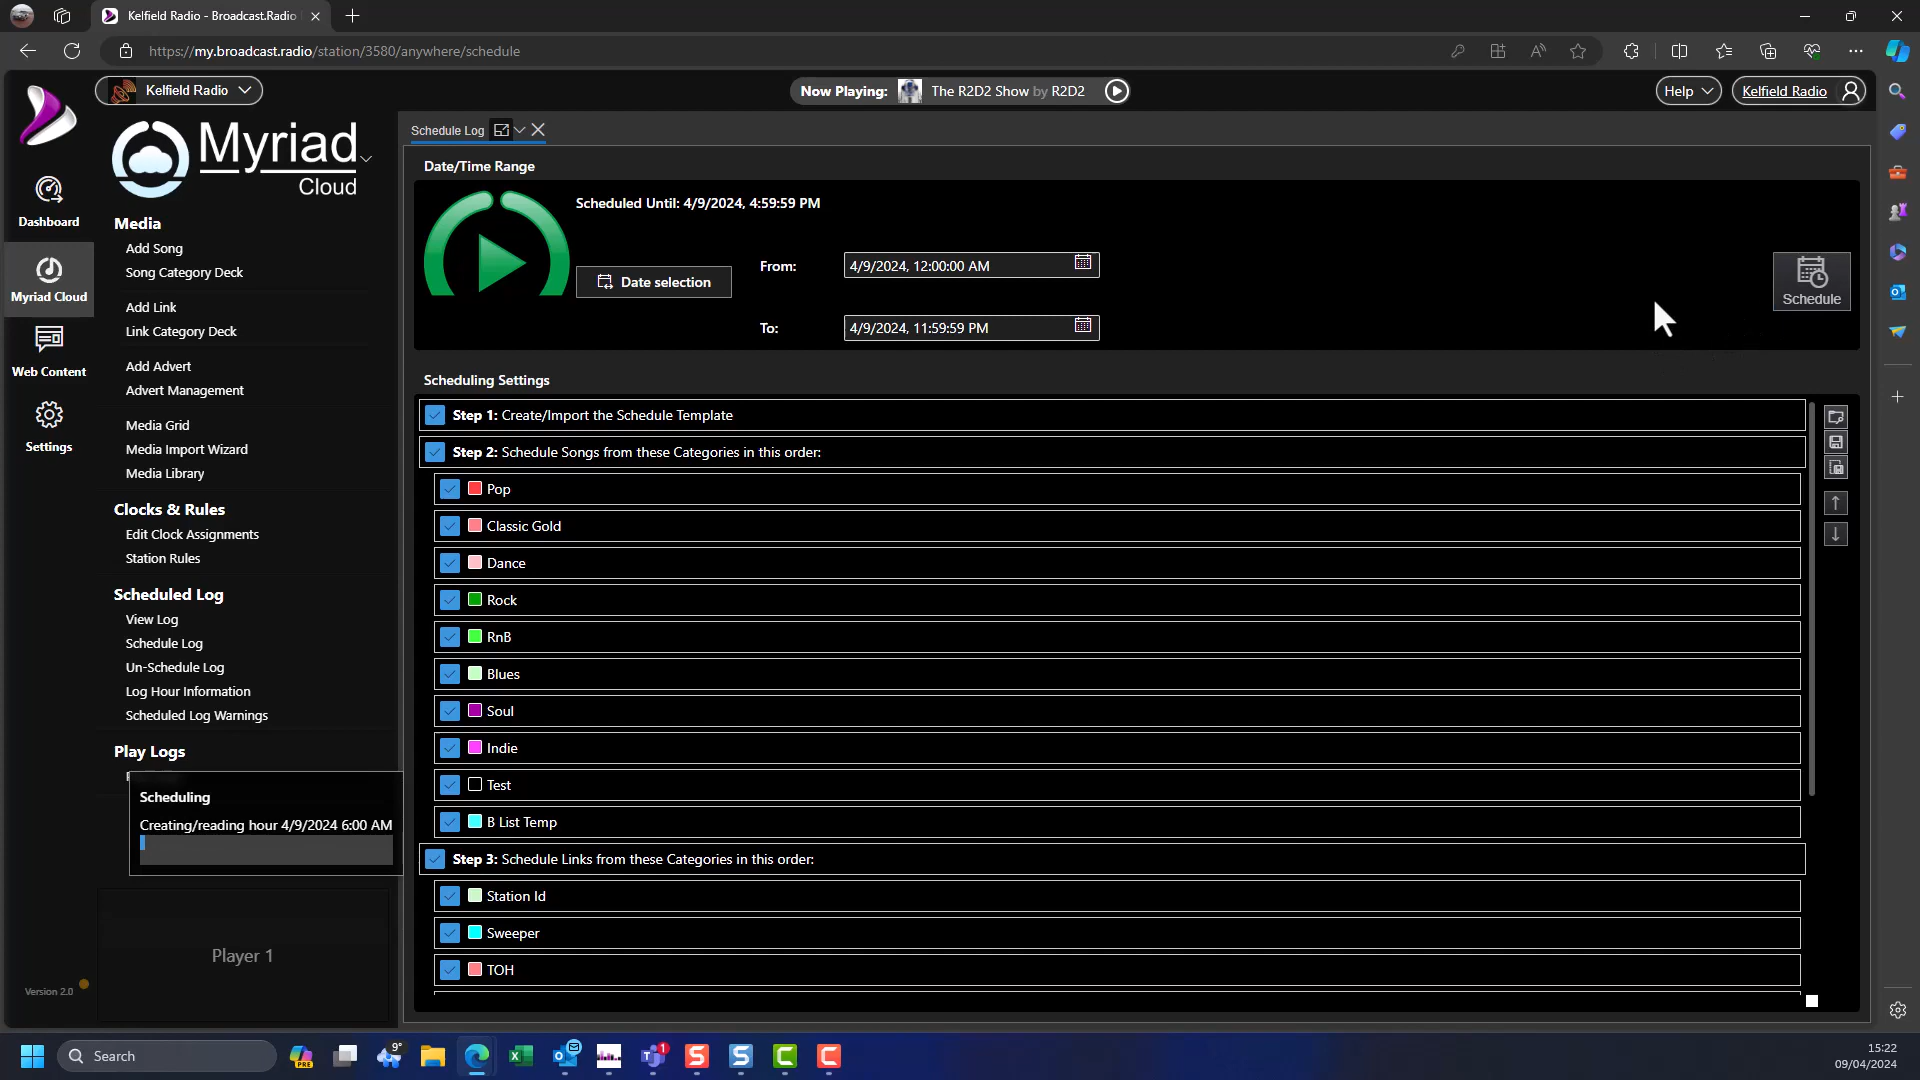 Kelfield Radio - Broadcast.Radio
https://my.broadcast.radio/station/3580/anywhere/schedule
Kelfield Radio
Now Playing: The R2D2 Show by R2D2
Help
Kelfield Radio
Myriad
Cloud
Dashboard
Myriad Cloud
Web Content
Settings
Media
Add Song
Song Category Deck
Add Link
Link Category Deck
Add Advert
Advert Management
Media Grid
Media Import Wizard
Media Library
Clocks & Rules
Edit Clock Assignments
Station Rules
Scheduled Log
View Log
Schedule Log
Un-Schedule Log
Log Hour Information
Scheduled Log Warnings
Play Logs
Scheduling
Creating/reading hour 4/9/2024 6:00 AM
Player 1
Version 2.0
Schedule Log
Date/Time Range
Scheduled Until: 4/9/2024, 4:59:59 PM
Date selection
From:
4/9/2024, 12:00:00 AM
To:
4/9/2024, 11:59:59 PM
Schedule
Scheduling Settings
Step 1: Create/Import the Schedule Template
Step 2: Schedule Songs from these Categories in this order:
Pop
Classic Gold
Dance
Rock
RnB
Blues
Soul
Indie
Test
B List Temp
Step 3: Schedule Links from these Categories in this order:
Station Id
Sweeper
TOH
Search
PRE
9°
1
15:22
09/04/2024